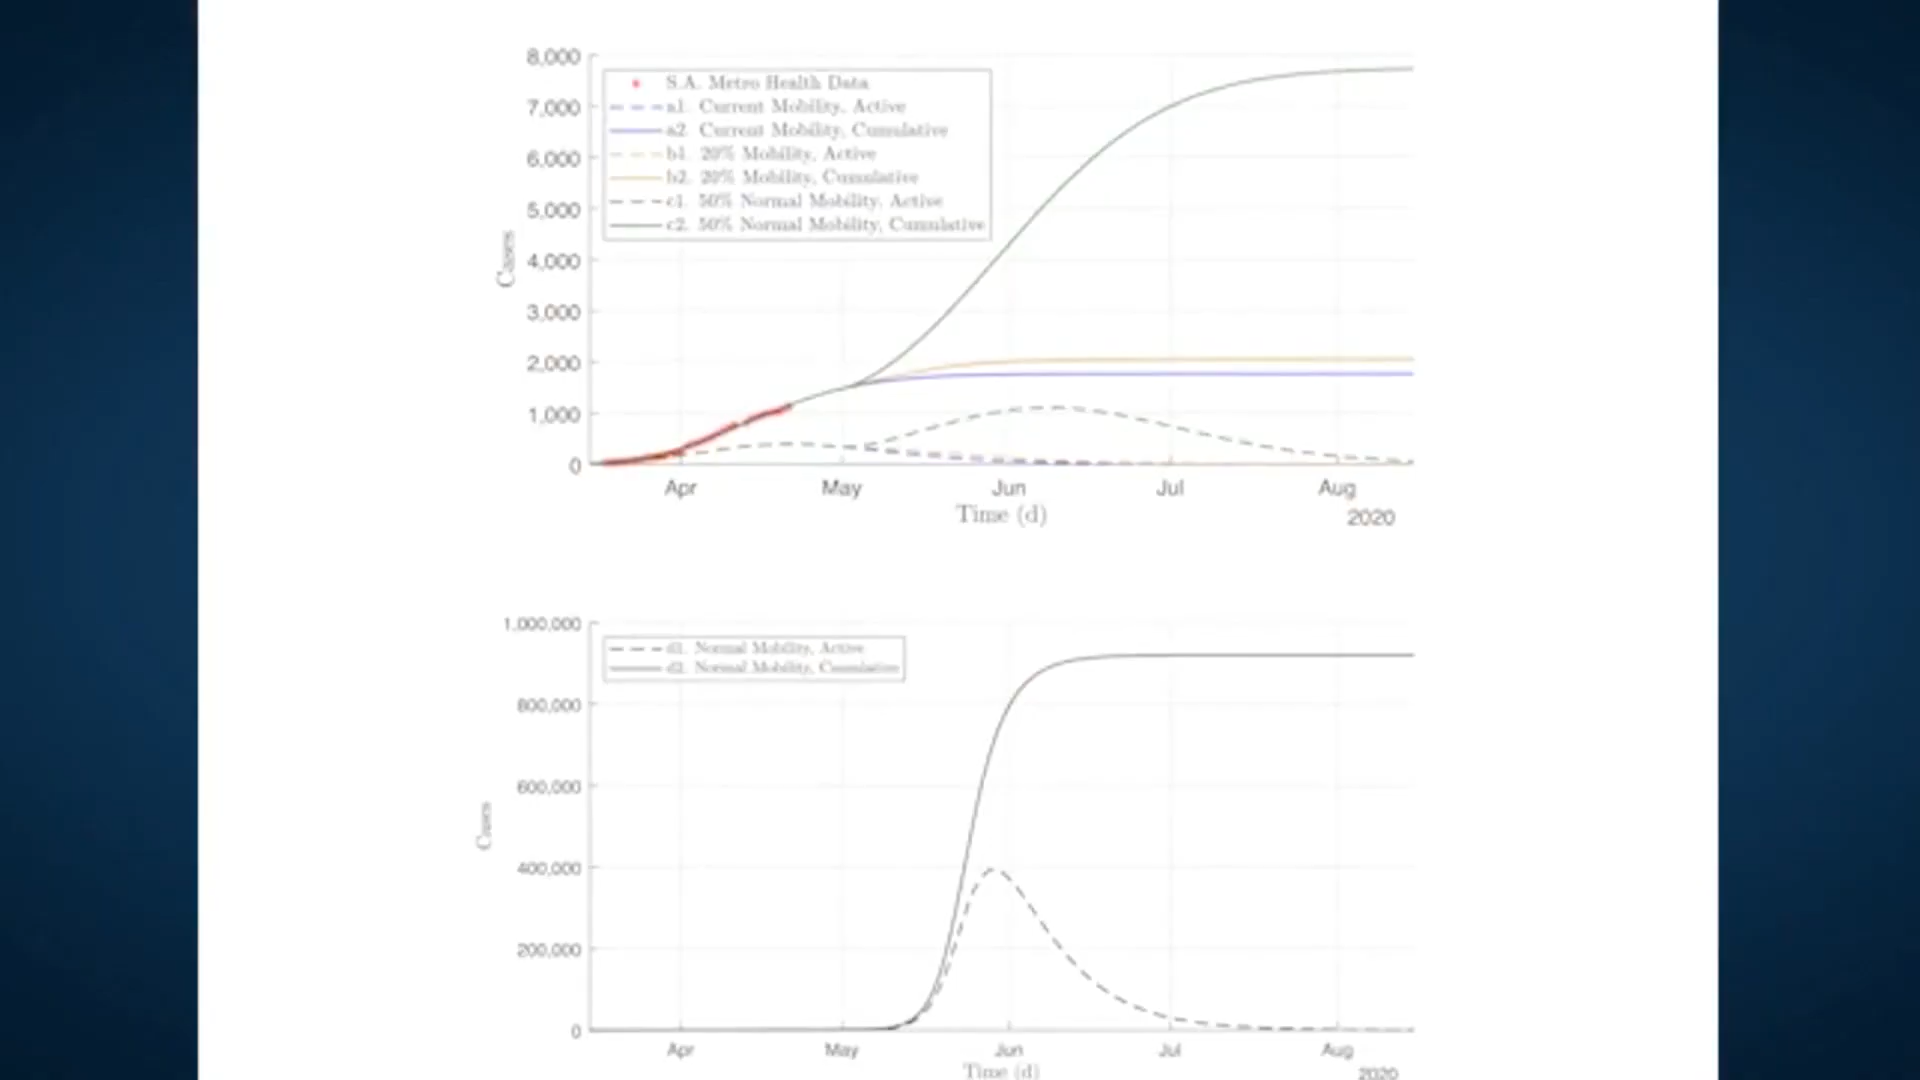 8,000
S.A. Metro Health Data
7,000
a1. Current Mobility, Active
a2. Current Mobility, Cumulative
6,000
b1. 20% Mobility, Active
b2. 20% Mobility, Cumulative
5,000
c1. 50% Normal Mobility, Active
c2. 50% Normal Mobility, Cumulative
Cases
4,000
3,000
2,000
1,000
0
Apr May Jun Jul Aug
Time (d)
2020
1,000,000
d1. Normal Mobility, Active
d2. Normal Mobility, Cumulative
800,000
600,000
Cases
400,000
200,000
0
Apr May Jun Jul Aug
Time (d)
2020